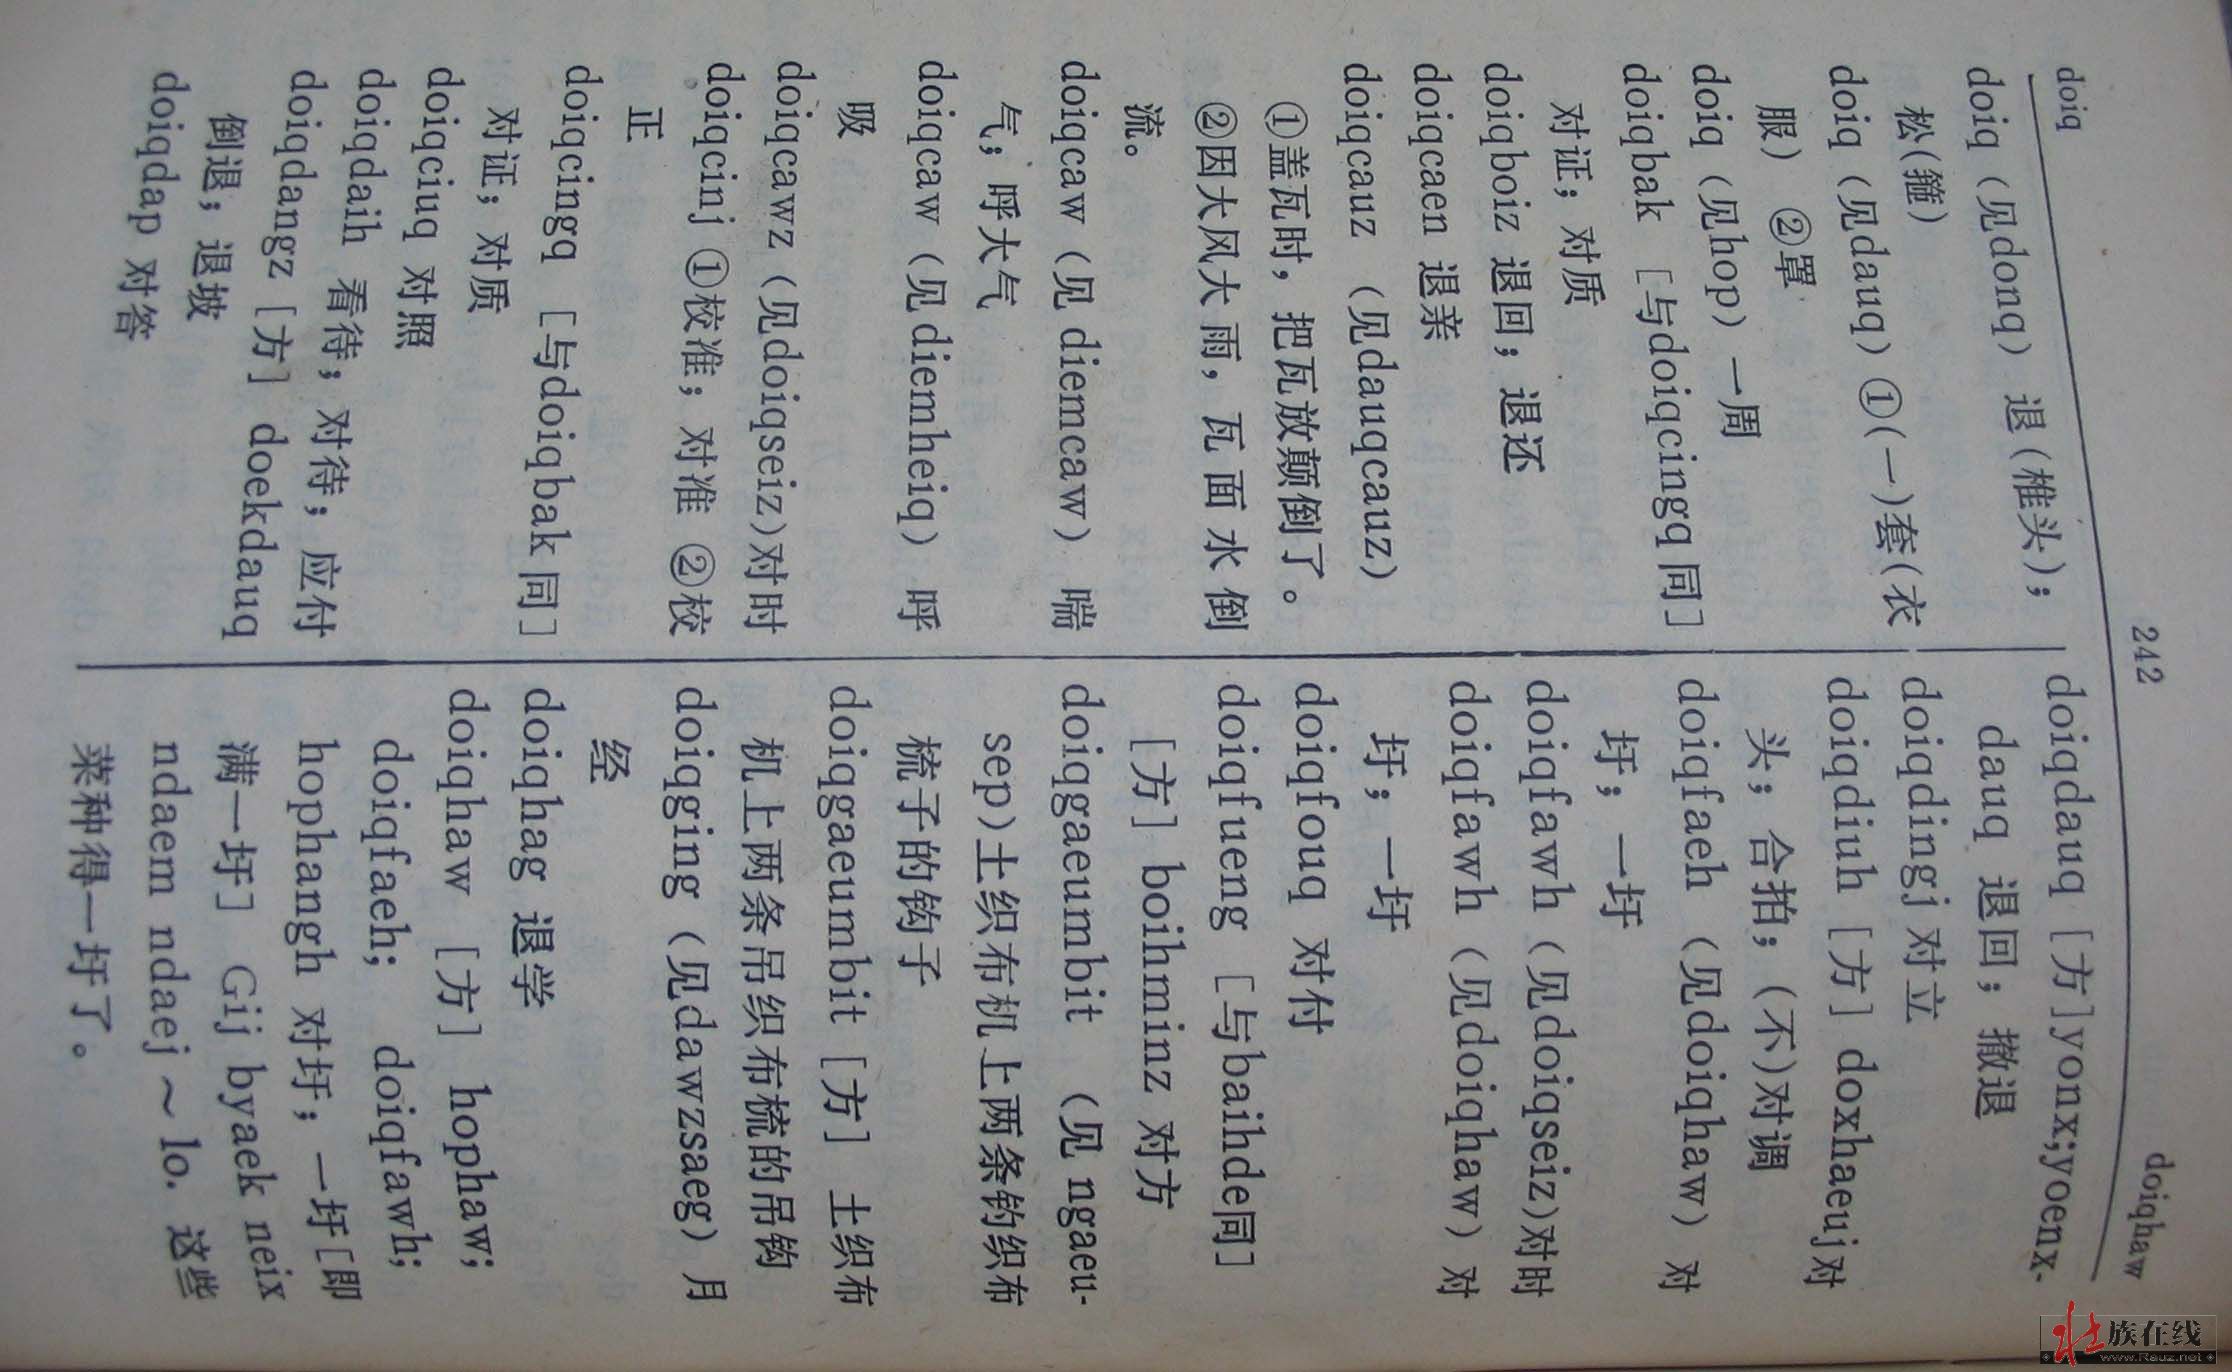 doiq 242 doiqhaw
doiq（见donq）退(椎头)；
松(箍)
doiq（见dauq）①(一)套(衣
服) ②罩
doiq（见hop）一周
doiqbak［与doiqcingq同］
对证；对质
doiqboiz 退回；退还
doiqcaen 退亲
doiqcauz （见dauqcauz）
①盖瓦时，把瓦放颠倒了。
②因大风大雨，瓦面水倒
流。
doiqcaw（见diemcaw）喘
气；呼大气
doiqcaw（见diemheiq）呼
吸
doiqcawz（见doiqseiz)对时
doiqcinj ①校准；对准 ②校
正
doiqcingq［与doiqbak同］
对证；对质
doiqciuq 对照
doiqdaih 看待；对待；应付
doiqdangz［方］doekdauq
倒退；退坡
doiqdap 对答
doiqdauq［方]yonx;yoenx-
dauq 退回；撤退
doiqdingj 对立
doiqdiuh［方］doxhaeuj对
头；合拍；(不)对调
doiqfaeh （见doiqhaw）对
圩；一圩
doiqfawh（见doiqseiz)对时
doiqfawh（见doiqhaw）对
圩；一圩
doiqfouq 对付
doiqfueng［与baihde同］
［方］boihminz 对方
doiqgaeumbit （见ngaeu-
sep)土织布机上两条钓织布
梳子的钩子
doiqgaeumbit［方］土织布
机上两条吊织布梳的吊钩
doiqging（见dawzsaeg）月
经
doiqhag 退学
doiqhaw［方］hophaw;
doiqfaeh; doiqfawh;
hophangh 对圩；一圩[即
满一圩］Gij byaek neix
ndaem ndaej～lo. 这些
菜种得一圩了。
壮族在线
www.Rauz.net